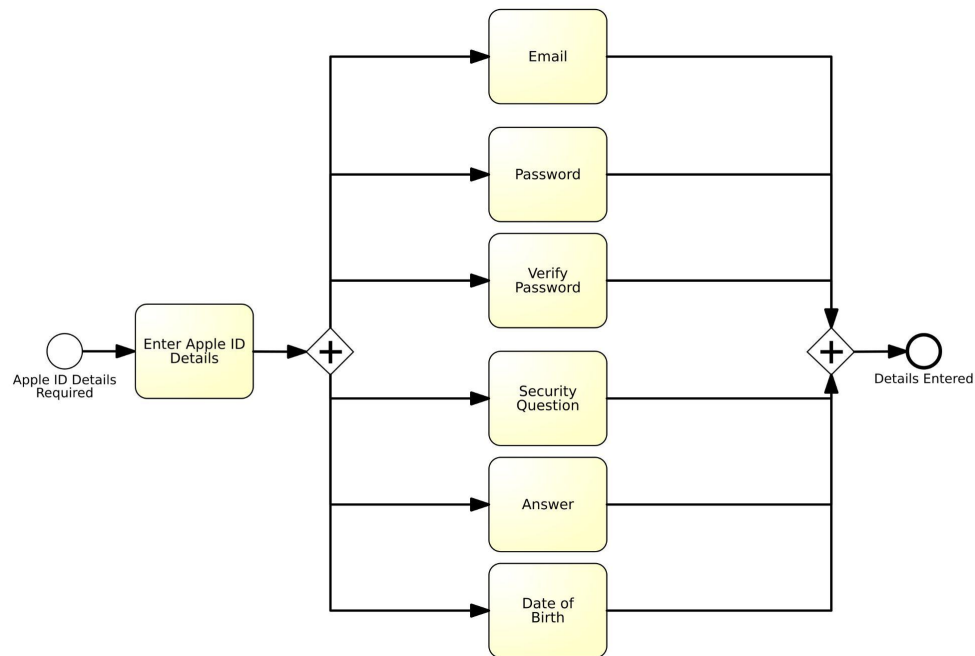 Email
Password
Verify
Password
Enter Apple ID
Details
Apple ID Details
Required
Details Entered
Security
Question
Answer
Date of
Birth